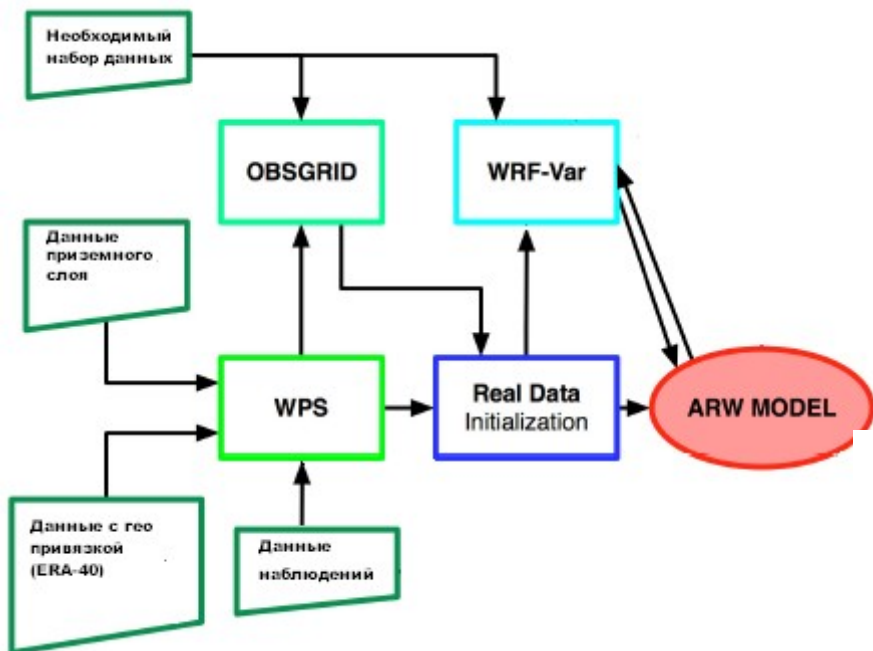 Необходимый
набор данных
OBSGRID
WRF-Var
Данные
приземного
слоя
WPS
Real Data
Initialization
ARW MODEL
Данные с гео
привязкой
(ERA-40)
Данные
наблюдений